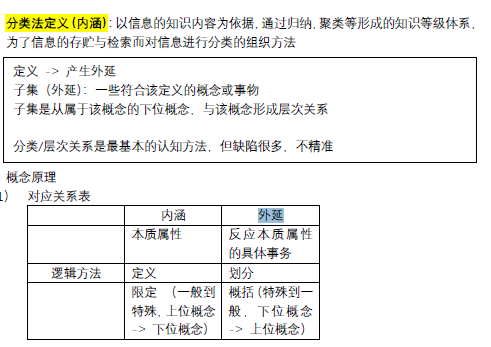 分类法定义(内涵)：以信息的知识内容为依据,通过归纳,聚类等形成的知识等级体系,
为了信息的存贮与检索而对信息进行分类的组织方法
定义 -> 产生外延
子集（外延)：一些符合该定义的概念或事物
子集是从属于该概念的下位概念，与该概念形成层次关系
分类/层次关系是最基本的认知方法，但缺陷很多，不精准
概念原理
1） 对应关系表
内涵 外延
本质属性 反应本质属性
的具体事务
逻辑方法 定义 划分
限定 （一般到 概括(特殊到一
特殊,上位概念 般，下位概念
-> 下位概念） -> 上位概念）